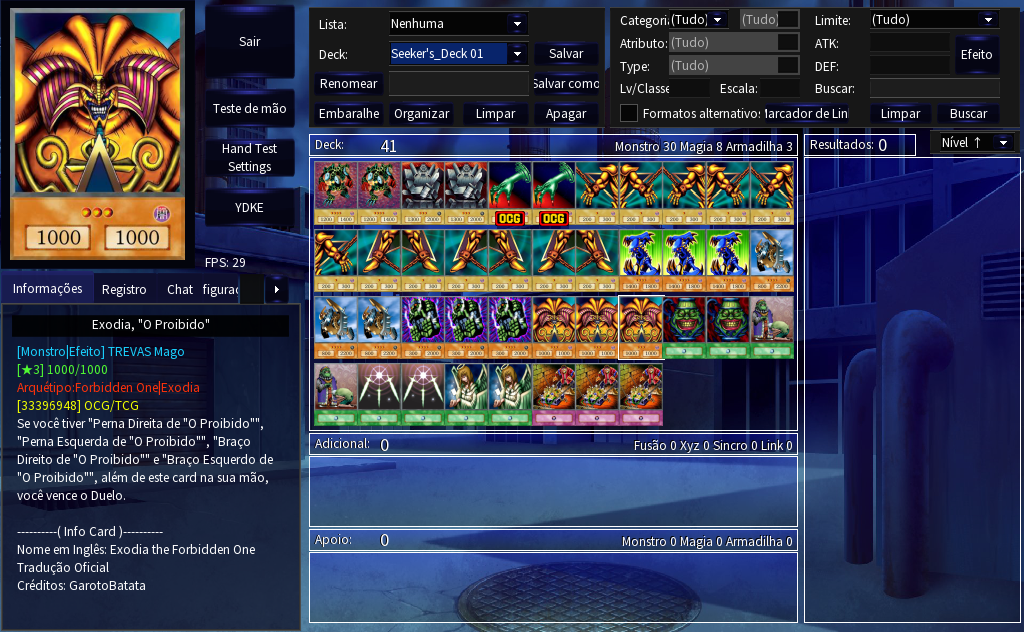 1000
1000
Sair
Teste de mão
Hand Test
Settings
YDKE
FPS: 29
Lista:
Nenhuma
Deck:
Seeker's_Deck 01
Salvar
Renomear
Salvar como
Embaralhe
Organizar
Limpar
Apagar
Categori
(Tudo)
(Tudo)
Limite:
(Tudo)
Atributo:
(Tudo)
ATK:
Efeito
Type:
(Tudo)
DEF:
Lv/Classe
Escala:
Buscar:
Formatos alternativo
Marcador de Lin
Limpar
Buscar
Deck:
41
Monstro 30 Magia 8 Armadilha 3
Resultados: 0
Nível ↑
OCG
OCG
Informações
Registro
Chat
figuraç
Exodia, "O Proibido"
[Monstro|Efeito] TREVAS Mago
[★3] 1000/1000
Arquétipo:Forbidden One|Exodia
[33396948] OCG/TCG
Se você tiver "Perna Direita de "O Proibido"",
"Perna Esquerda de "O Proibido"", "Braço
Direito de "O Proibido"" e "Braço Esquerdo de
"O Proibido"", além de este card na sua mão,
você vence o Duelo.
----------( Info Card )----------
Nome em Inglês: Exodia the Forbidden One
Tradução Oficial
Créditos: GarotoBatata
Adicional:
0
Fusão 0 Xyz 0 Sincro 0 Link 0
Apoio:
0
Monstro 0 Magia 0 Armadilha 0